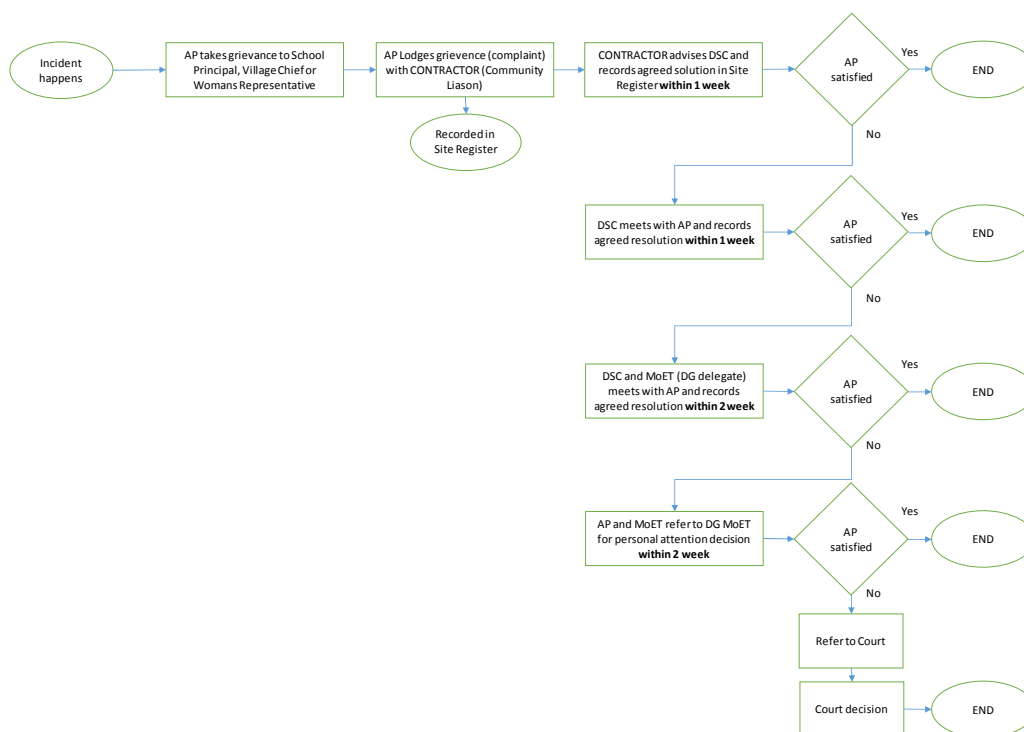 Incident
happens
AP takes grievance to School
Principal, Village Chief or
Womans Representative
AP Lodges grievence (complaint)
with CONTRACTOR (Community
Liason)
Recorded in
Site Register
CONTRACTOR advises DSC and
records agreed solution in Site
Register within 1 week
AP
satisfied
Yes
END
No
DSC meets with AP and records
agreed resolution within 1 week
AP
satisfied
Yes
END
No
DSC and MoET (DG delegate)
meets with AP and records
agreed resolution within 2 week
AP
satisfied
Yes
END
No
AP and MoET refer to DG MoET
for personal attention decision
within 2 week
AP
satisfied
Yes
END
No
Refer to Court
Court decision
END